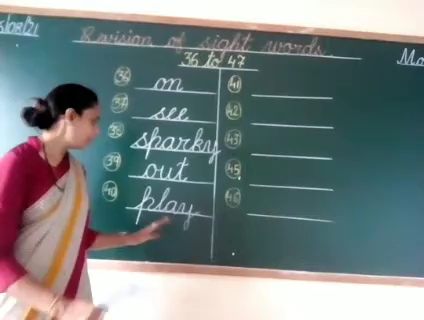 Revision of sight words
36 to 47
36 on
37 see
38 sparky
39 out
40 play
41
42
43
45
46
Mo